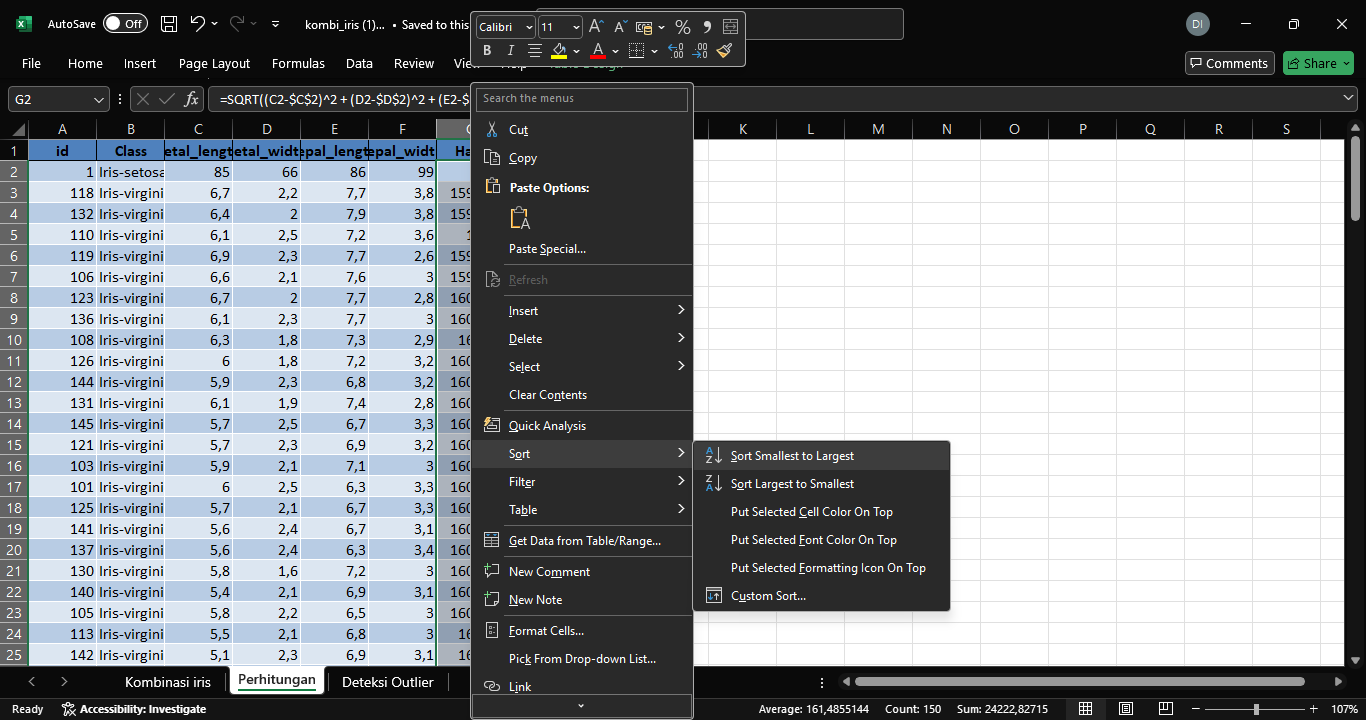 AutoSave Off kombi_iris (1)... • Saved to this DI
Calibri 11
File Home Insert Page Layout Formulas Data Review Comments Share
G2 fx =SQRT((C2-$C$2)^2 + (D2-$D$2)^2 + (E2-$
A B C D E F K L M N O P Q R S
1 id Class etal_lengt etal_widt epal_lengt epal_widt Ha
2 1 Iris-setosa 85 66 86 99
3 118 Iris-virgini 6,7 2,2 7,7 3,8 159
4 132 Iris-virgini 6,4 2 7,9 3,8 159
5 110 Iris-virgini 6,1 2,5 7,2 3,6 1
6 119 Iris-virgini 6,9 2,3 7,7 2,6 159
7 106 Iris-virgini 6,6 2,1 7,6 3 159
8 123 Iris-virgini 6,7 2 7,7 2,8 160
9 136 Iris-virgini 6,1 2,3 7,7 3 160
10 108 Iris-virgini 6,3 1,8 7,3 2,9 16
11 126 Iris-virgini 6 1,8 7,2 3,2 160
12 144 Iris-virgini 5,9 2,3 6,8 3,2 160
13 131 Iris-virgini 6,1 1,9 7,4 2,8 160
14 145 Iris-virgini 5,7 2,5 6,7 3,3 160
15 121 Iris-virgini 5,7 2,3 6,9 3,2 160
16 103 Iris-virgini 5,9 2,1 7,1 3 160
17 101 Iris-virgini 6 2,5 6,3 3,3 160
18 125 Iris-virgini 5,7 2,1 6,7 3,3 160
19 141 Iris-virgini 5,6 2,4 6,7 3,1 160
20 137 Iris-virgini 5,6 2,4 6,3 3,4 160
21 130 Iris-virgini 5,8 1,6 7,2 3 160
22 140 Iris-virgini 5,4 2,1 6,9 3,1 160
23 105 Iris-virgini 5,8 2,2 6,5 3 160
24 113 Iris-virgini 5,5 2,1 6,8 3 16
25 142 Iris-virgini 5,1 2,3 6,9 3,1 16
Search the menus
Cut
Copy
Paste Options:
Paste Special...
Refresh
Insert
Delete
Select
Clear Contents
Quick Analysis
Sort
Filter
Table
Get Data from Table/Range...
New Comment
New Note
Format Cells...
Pick From Drop-down List...
Link
Sort Smallest to Largest
Sort Largest to Smallest
Put Selected Cell Color On Top
Put Selected Font Color On Top
Put Selected Formatting Icon On Top
Custom Sort...
Kombinasi iris Perhitungan Deteksi Outlier
Ready Accessibility: Investigate Average: 161,4855144 Count: 150 Sum: 24222,82715 107%